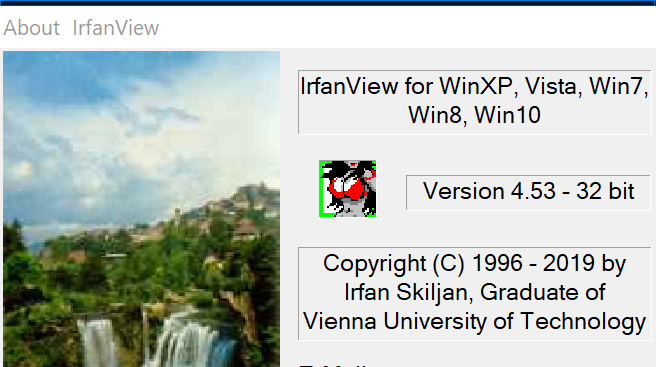 About IrfanView
IrfanView for WinXP, Vista, Win7,
Win8, Win10
Version 4.53 - 32 bit
Copyright (C) 1996 - 2019 by
Irfan Skiljan, Graduate of
Vienna University of Technology